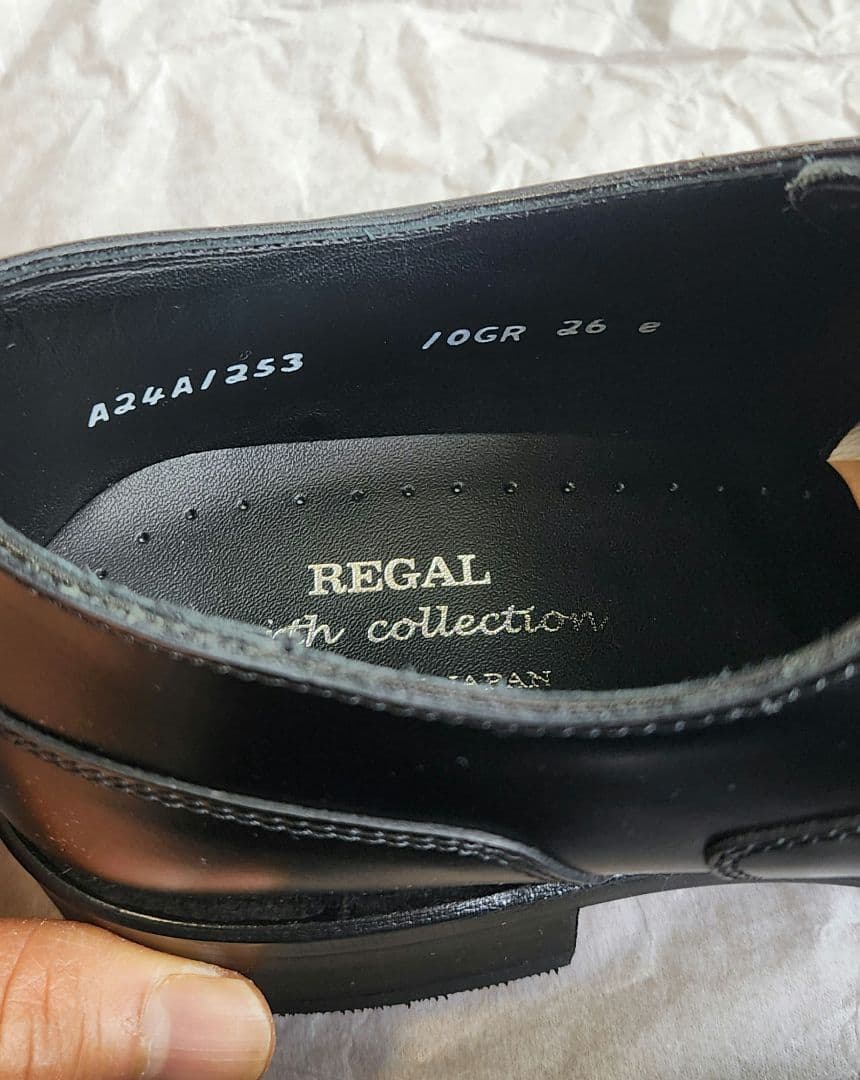 10GR 26 e
A24A1253
REGAL
collection
JAPAN